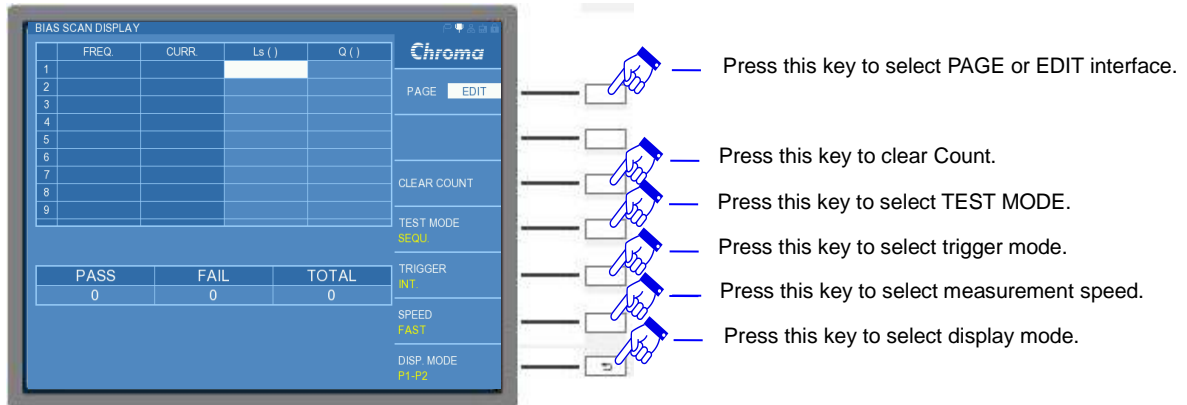 BIAS SCAN DISPLAY
FREQ. CURR. Ls ( ) Q ( )
1
2
3
4
5
6
7
8
9
PASS FAIL TOTAL
0 0 0
Chroma
PAGE EDIT
CLEAR COUNT
TEST MODE
SEQU.
TRIGGER
INT.
SPEED
FAST
DISP. MODE
P1-P2
Press this key to select PAGE or EDIT interface.
Press this key to clear Count.
Press this key to select TEST MODE.
Press this key to select trigger mode.
Press this key to select measurement speed.
Press this key to select display mode.